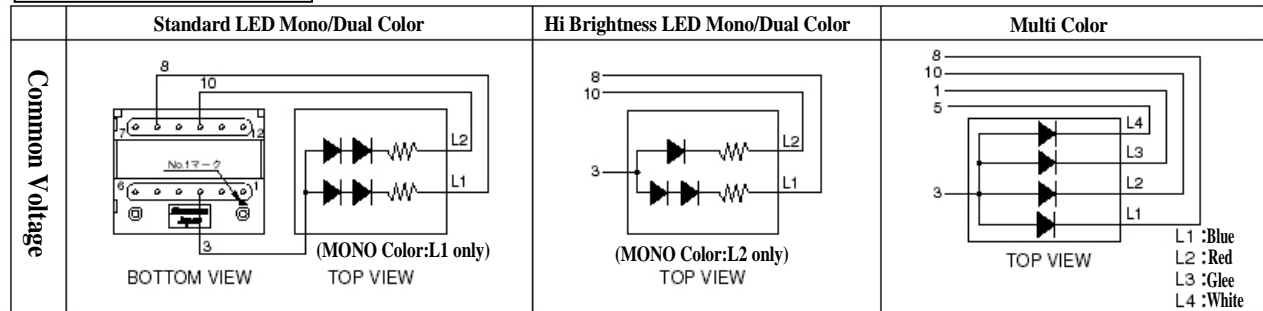 Standard LED Mono/Dual Color
Hi Brightness LED Mono/Dual Color
Multi Color
Common Voltage
8
10
7
12
No.1マーク
6
1
3
L2
L1
(MONO Color:L1 only)
BOTTOM VIEW
TOP VIEW
8
10
3
L2
L1
(MONO Color:L2 only)
TOP VIEW
8
10
1
5
3
L4
L3
L2
L1
TOP VIEW
L1 :Blue
L2 :Red
L3 :Glee
L4 :White